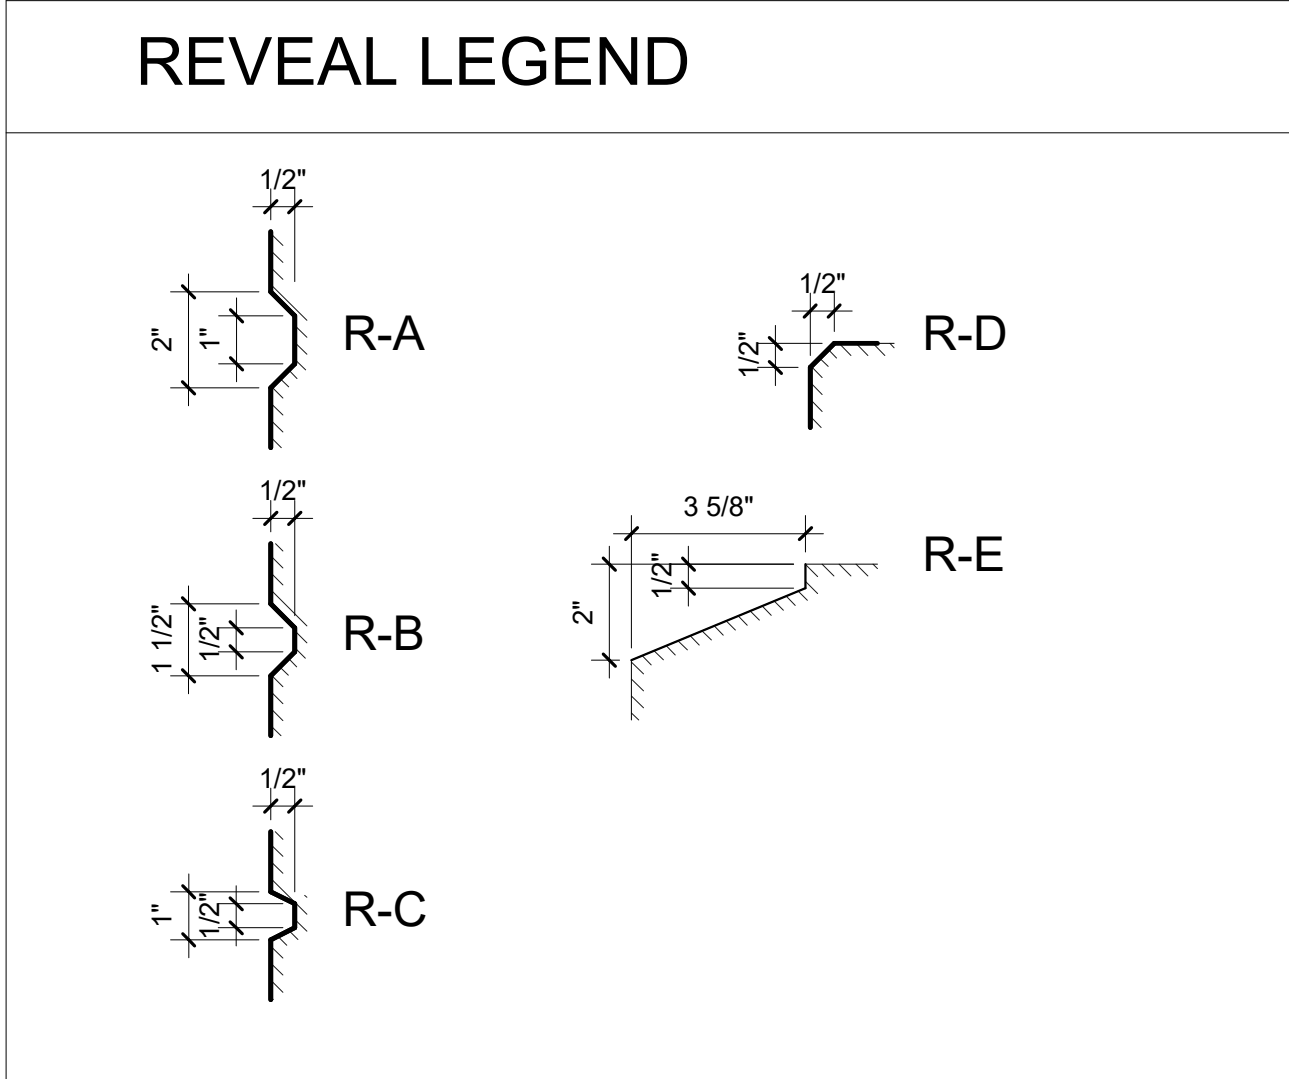 REVEAL LEGEND
1/2"
2"
1"
R-A
1/2"
1 1/2"
1/2"
R-B
1/2"
1"
1/2"
R-C
1/2"
1/2"
R-D
3 5/8"
1/2"
2"
R-E